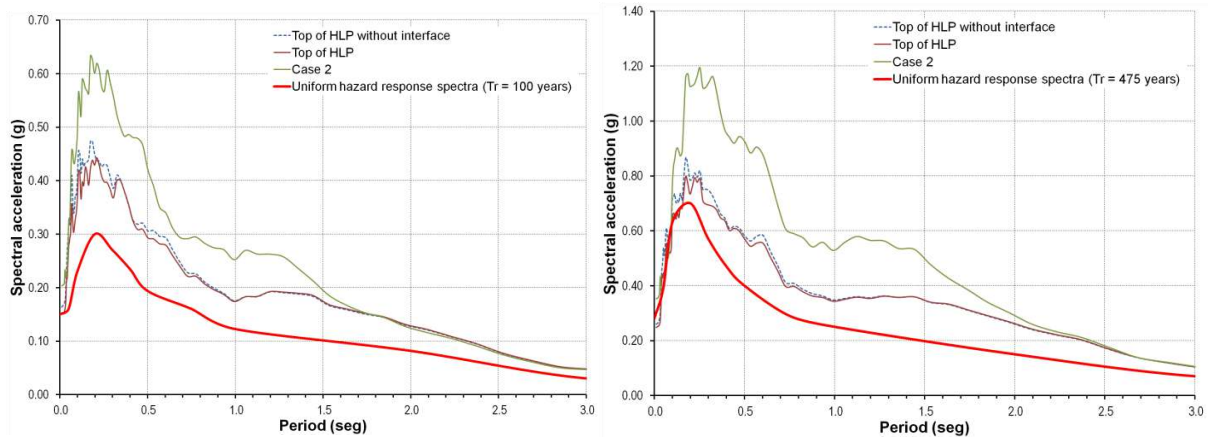 0.70
0.60
0.50
0.40
0.30
0.20
0.10
0.00
Spectral acceleration (g)
Top of HLP without interface
Top of HLP
Case 2
Uniform hazard response spectra (Tr = 100 years)
0.0 0.5 1.0 1.5 2.0 2.5 3.0
Period (seg)
1.40
1.20
1.00
0.80
0.60
0.40
0.20
0.00
Spectral acceleration (g)
Top of HLP without interface
Top of HLP
Case 2
Uniform hazard response spectra (Tr = 475 years)
0.0 0.5 1.0 1.5 2.0 2.5 3.0
Period (seg)